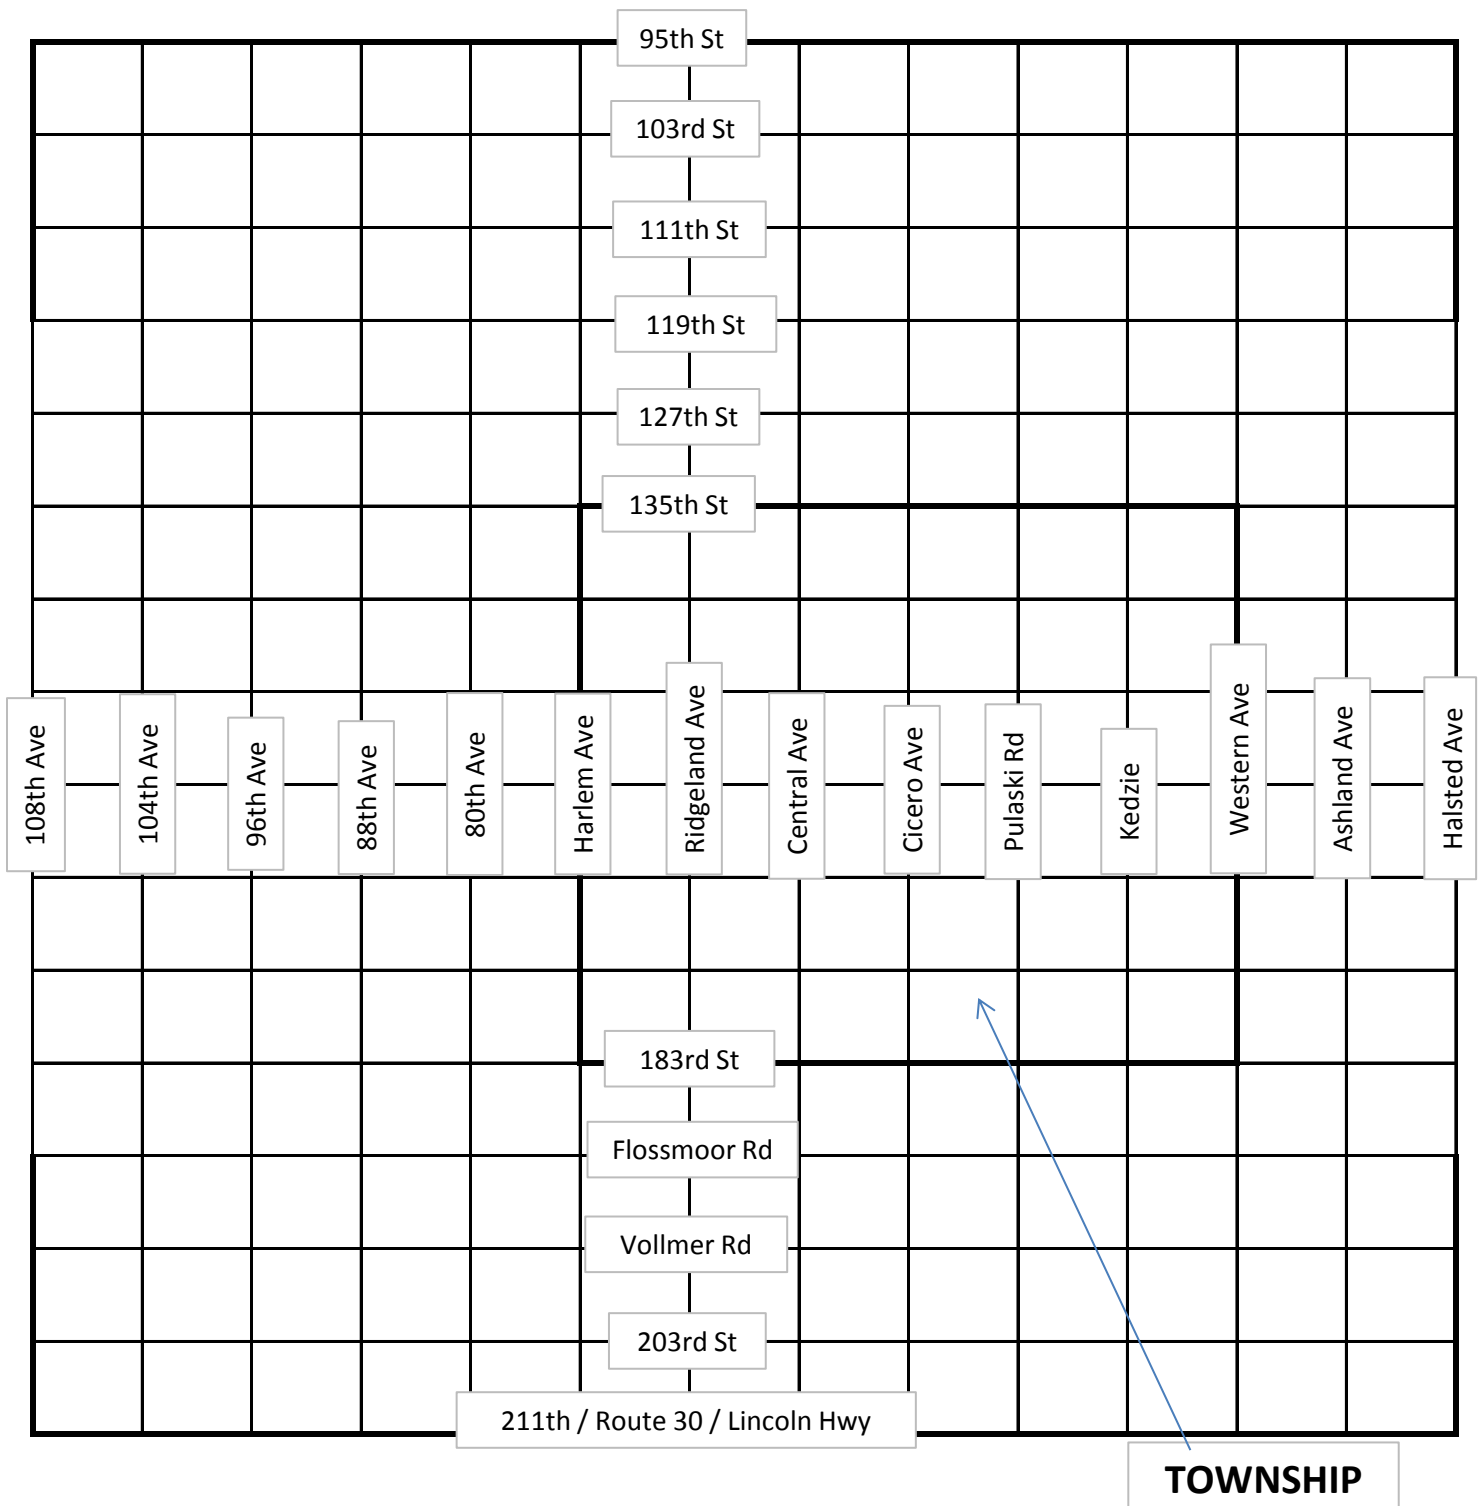 95th St
103rd St
111th St
119th St
127th St
135th St
108th Ave
104th Ave
96th Ave
88th Ave
80th Ave
Harlem Ave
Ridgeland Ave
Central Ave
Cicero Ave
Pulaski Rd
Kedzie
Western Ave
Ashland Ave
Halsted Ave
183rd St
Flossmoor Rd
Vollmer Rd
203rd St
211th / Route 30 / Lincoln Hwy
TOWNSHIP